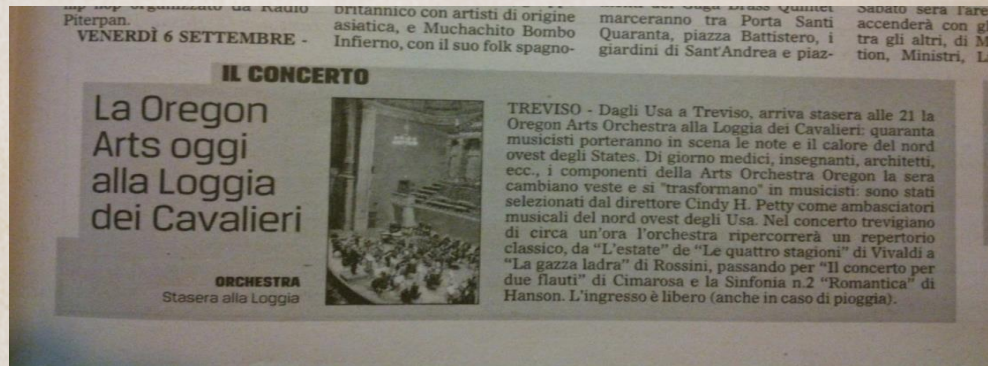 Piterpan.
VENERDÌ 6 SETTEMBRE -
britannico con artisti di origine
asiatica, e Muchachito Bombo
Infierno, con il suo folk spagno-
marceranno tra Porta Santi
Quaranta, piazza Battistero, i
giardini di Sant'Andrea e piaz-
accenderà con
tra gli altri, di
tion, Ministri,
IL CONCERTO
La Oregon
Arts oggi
alla Loggia
dei Cavalieri
ORCHESTRA
Stasera alla Loggia
TREVISO - Dagli Usa a Treviso, arriva stasera alle 21 la
Oregon Arts Orchestra alla Loggia dei Cavalieri: quaranta
musicisti porteranno in scena le note e il calore del nord
ovest degli States. Di giorno medici, insegnanti, architetti,
ecc., i componenti della Arts Orchestra Oregon la sera
cambiano veste e si "trasformano" in musicisti: sono stati
selezionati dal direttore Cindy H. Petty come ambasciatori
musicali del nord ovest degli Usa. Nel concerto trevigiano
di circa un'ora l'orchestra ripercorrerà un repertorio
classico, da "L'estate" de "Le quattro stagioni" di Vivaldi a
"La gazza ladra" di Rossini, passando per "Il concerto per
due flauti" di Cimarosa e la Sinfonia n.2 "Romantica" di
Hanson. L'ingresso è libero (anche in caso di pioggia).